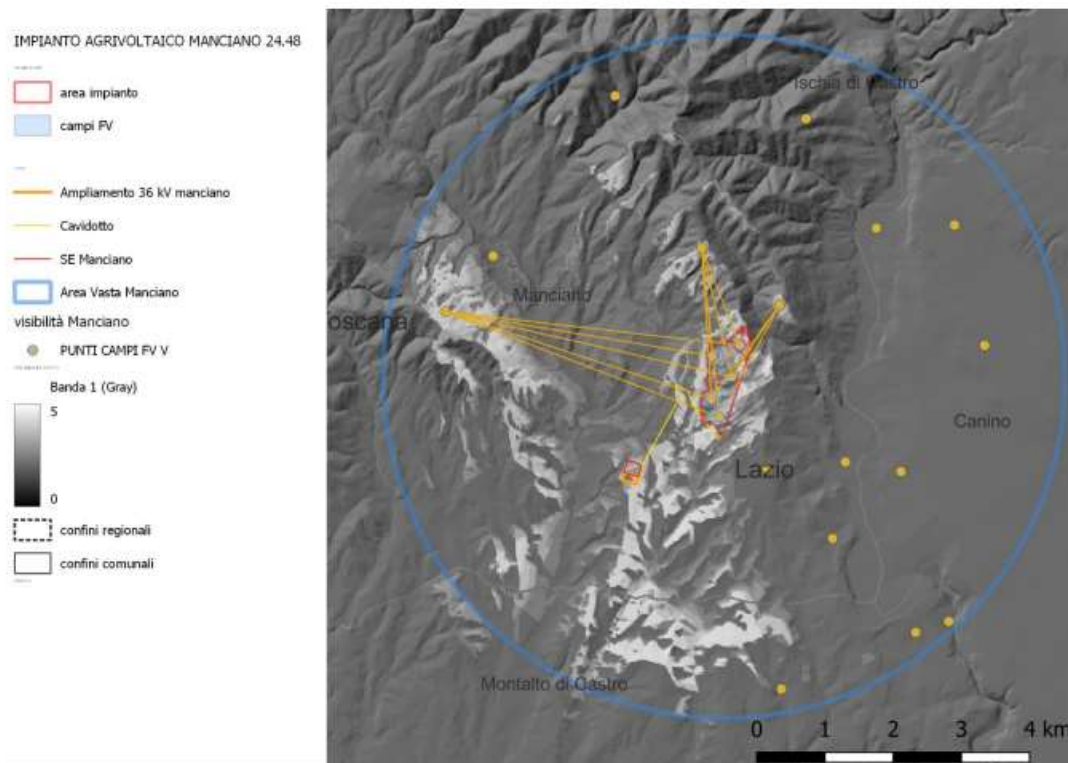 IMPIANTO AGRIVOLTAICO MANCIANO 24.48
area impianto
campi FV
Ampliamento 36 kV manciano
Cavidotto
SE Manciano
Area Vasta Manciano
visibilità Manciano
PUNTI CAMPI FV V
Banda 1 (Gray)
5
0
confini regionali
confini comunali
Ischia di Castro
Manciano
oscana
Canino
Lazio
Montalto di Castro
0 1 2 3 4 km